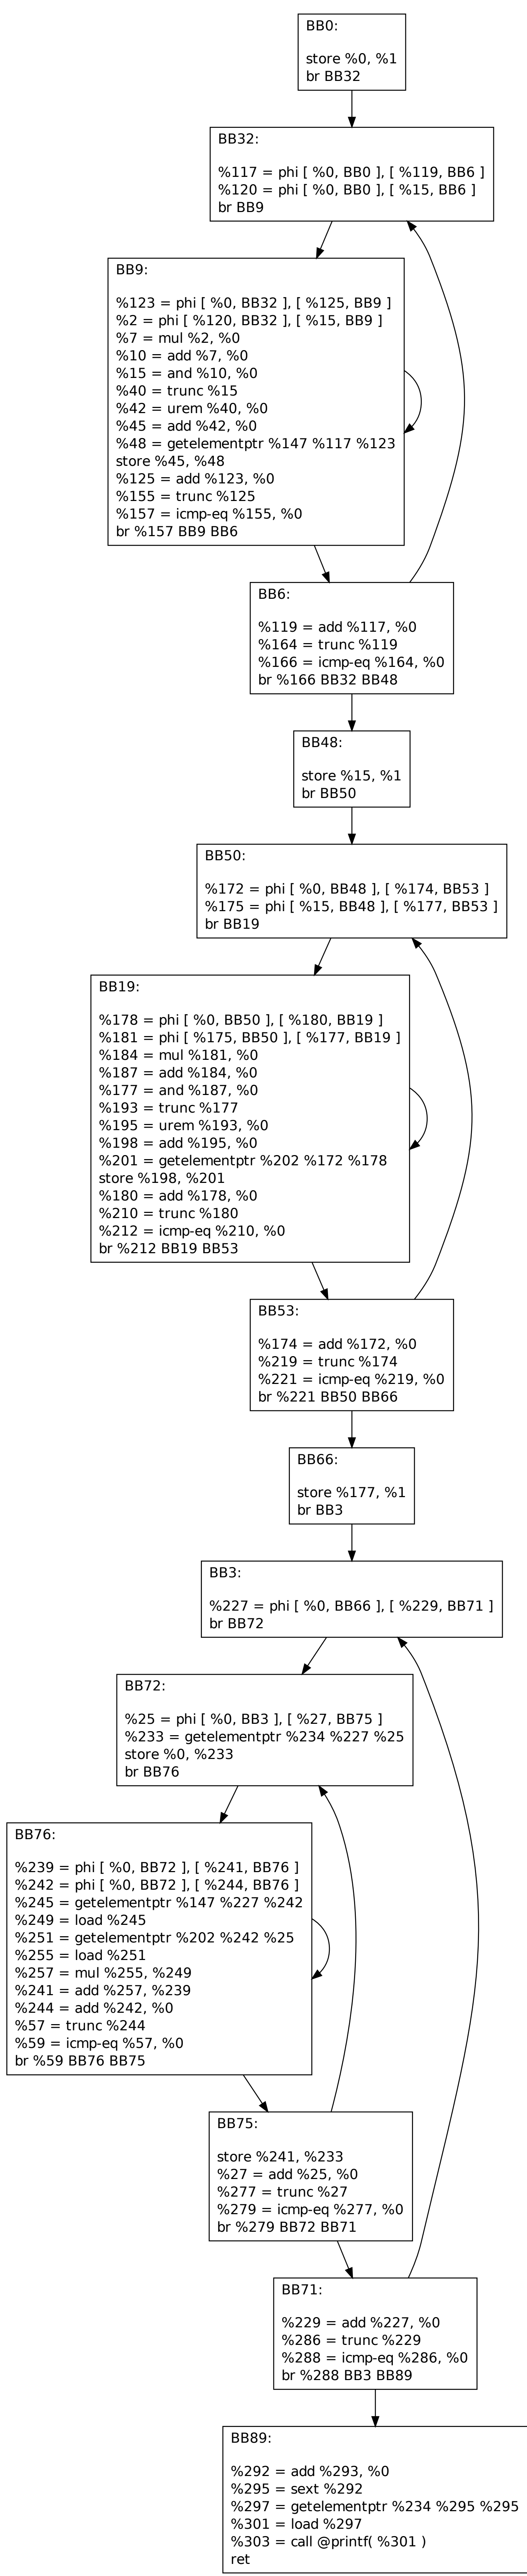 BB0:
store %0, %1
br BB32
BB32:
%117 = phi [ %0, BB0 ], [ %119, BB6 ]
%120 = phi [ %0, BB0 ], [ %15, BB6 ]
br BB9
BB9:
%123 = phi [ %0, BB32 ], [ %125, BB9 ]
%2 = phi [ %120, BB32 ], [ %15, BB9 ]
%7 = mul %2, %0
%10 = add %7, %0
%15 = and %10, %0
%40 = trunc %15
%42 = urem %40, %0
%45 = add %42, %0
%48 = getelementptr %147 %117 %123
store %45, %48
%125 = add %123, %0
%155 = trunc %125
%157 = icmp-eq %155, %0
br %157 BB9 BB6
BB6:
%119 = add %117, %0
%164 = trunc %119
%166 = icmp-eq %164, %0
br %166 BB32 BB48
BB48:
store %15, %1
br BB50
BB50:
%172 = phi [ %0, BB48 ], [ %174, BB53 ]
%175 = phi [ %15, BB48 ], [ %177, BB53 ]
br BB19
BB19:
%178 = phi [ %0, BB50 ], [ %180, BB19 ]
%181 = phi [ %175, BB50 ], [ %177, BB19 ]
%184 = mul %181, %0
%187 = add %184, %0
%177 = and %187, %0
%193 = trunc %177
%195 = urem %193, %0
%198 = add %195, %0
%201 = getelementptr %202 %172 %178
store %198, %201
%180 = add %178, %0
%210 = trunc %180
%212 = icmp-eq %210, %0
br %212 BB19 BB53
BB53:
%174 = add %172, %0
%219 = trunc %174
%221 = icmp-eq %219, %0
br %221 BB50 BB66
BB66:
store %177, %1
br BB3
BB3:
%227 = phi [ %0, BB66 ], [ %229, BB71 ]
br BB72
BB72:
%25 = phi [ %0, BB3 ], [ %27, BB75 ]
%233 = getelementptr %234 %227 %25
store %0, %233
br BB76
BB76:
%239 = phi [ %0, BB72 ], [ %241, BB76 ]
%242 = phi [ %0, BB72 ], [ %244, BB76 ]
%245 = getelementptr %147 %227 %242
%249 = load %245
%251 = getelementptr %202 %242 %25
%255 = load %251
%257 = mul %255, %249
%241 = add %257, %239
%244 = add %242, %0
%57 = trunc %244
%59 = icmp-eq %57, %0
br %59 BB76 BB75
BB75:
store %241, %233
%27 = add %25, %0
%277 = trunc %27
%279 = icmp-eq %277, %0
br %279 BB72 BB71
BB71:
%229 = add %227, %0
%286 = trunc %229
%288 = icmp-eq %286, %0
br %288 BB3 BB89
BB89:
%292 = add %293, %0
%295 = sext %292
%297 = getelementptr %234 %295 %295
%301 = load %297
%303 = call @printf( %301 )
ret